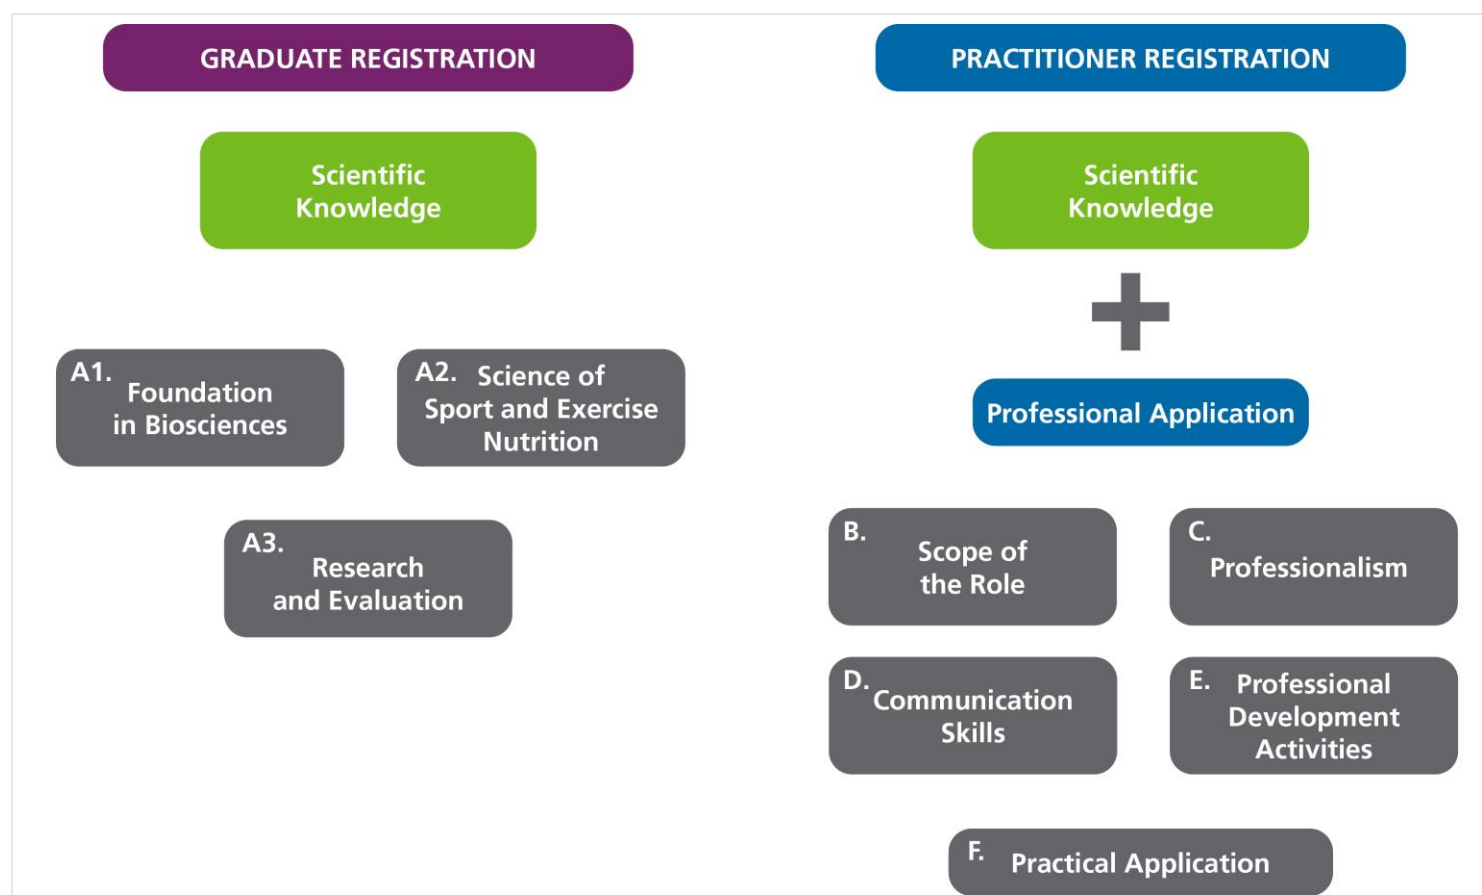 GRADUATE REGISTRATION
Scientific
Knowledge
A1.
Foundation
in Biosciences
A2.
Science of
Sport and Exercise
Nutrition
A3.
Research
and Evaluation
PRACTITIONER REGISTRATION
Scientific
Knowledge
+
Professional Application
B.
Scope of
the Role
C.
Professionalism
D.
Communication
Skills
E.
Professional
Development
Activities
F.
Practical Application